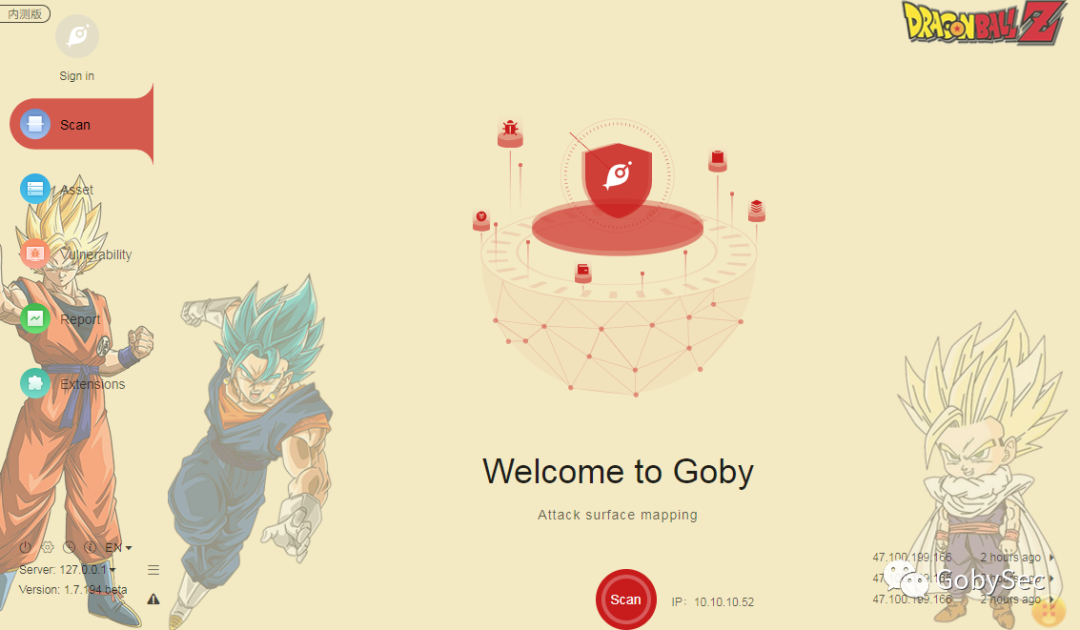 内测版
DRAGONBALL Z
Sign in
Scan
Asset
Vulnerability
Report
Extensions
Welcome to Goby
Attack surface mapping
EN
Server: 127.0.0.1
Version: 1.7.194 beta
Scan
IP: 10.10.10.52
47.100.199.166 2 hours ago
47. 2 hours ago
GobySec
47.100.199.166 2 hours ago